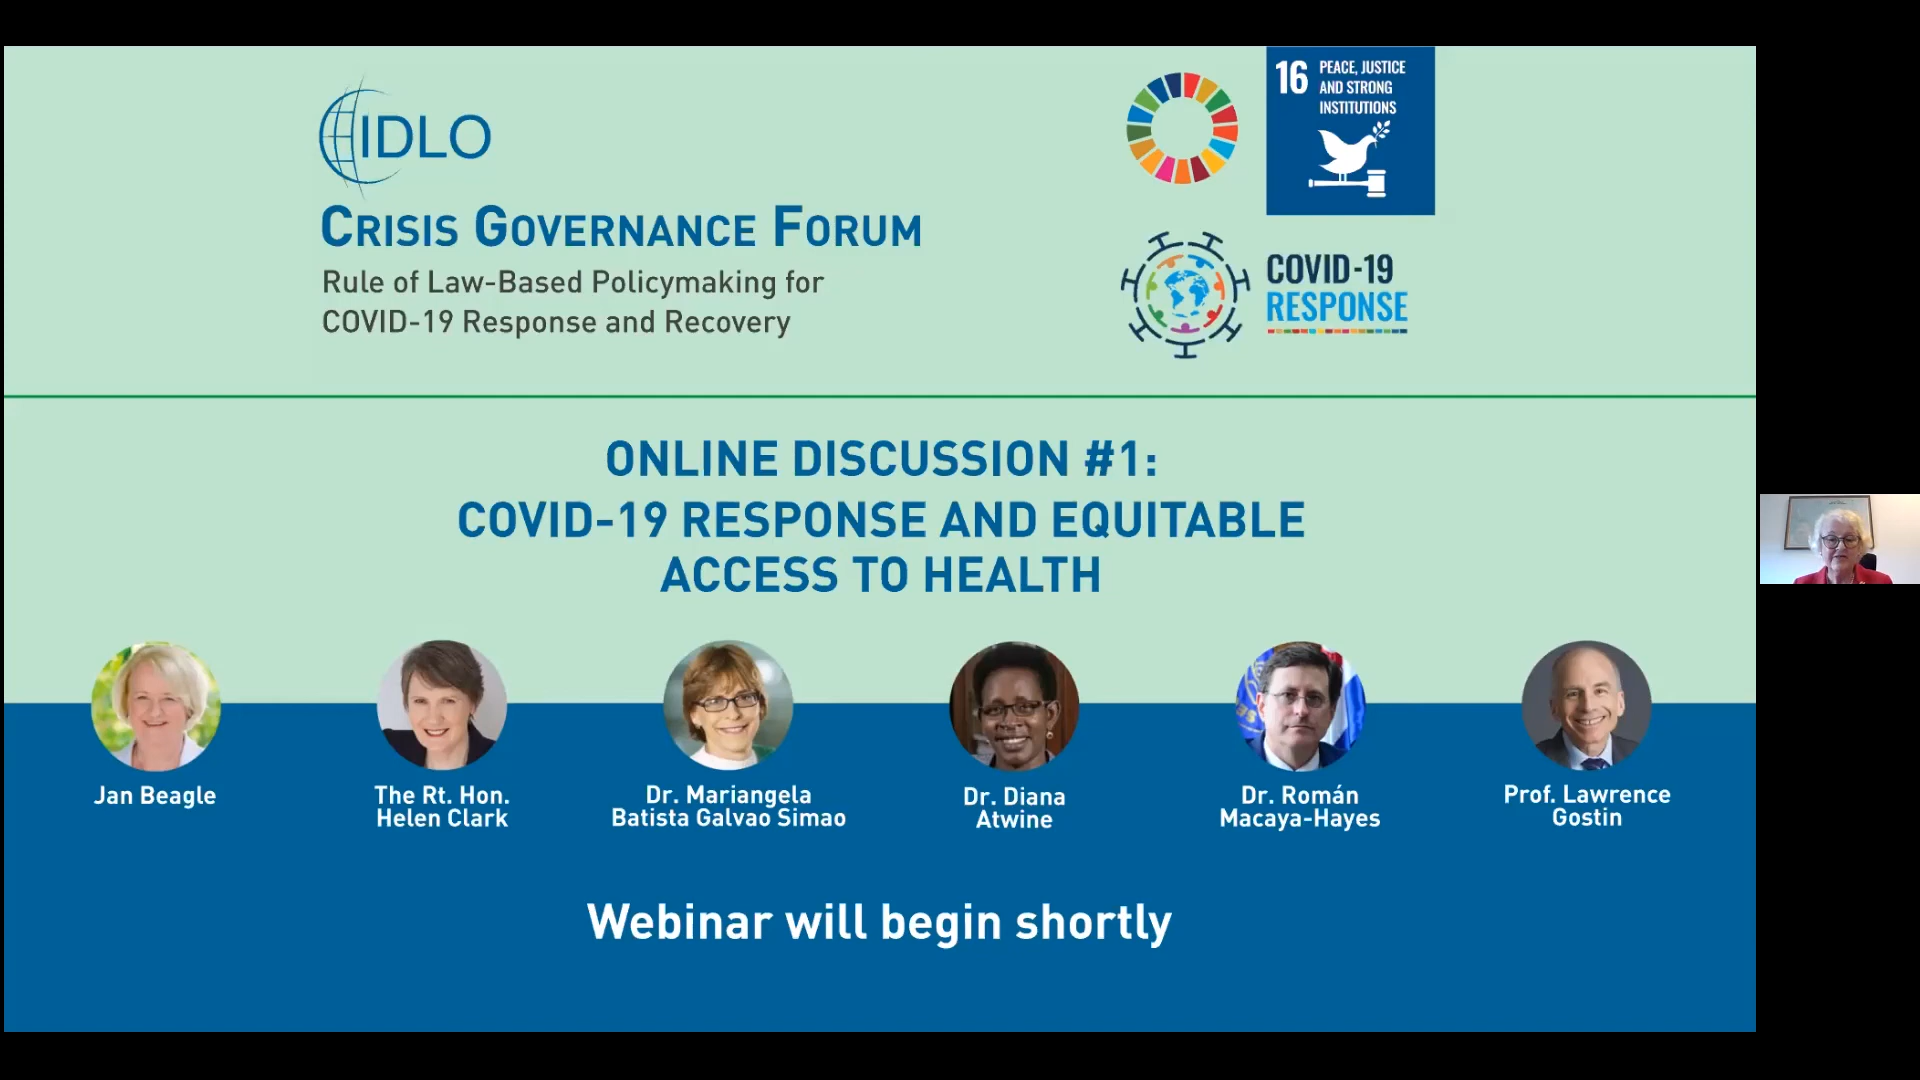 IDLO
CRISIS GOVERNANCE FORUM
Rule of Law-Based Policymaking for
COVID-19 Response and Recovery
16 PEACE, JUSTICE
AND STRONG
INSTITUTIONS
COVID-19
RESPONSE
ONLINE DISCUSSION #1:
COVID-19 RESPONSE AND EQUITABLE
ACCESS TO HEALTH
Jan Beagle
The Rt. Hon.
Helen Clark
Dr. Mariangela
Batista Galvao Simao
Dr. Diana
Atwine
Dr. Román
Macaya-Hayes
Prof. Lawrence
Gostin
Webinar will begin shortly